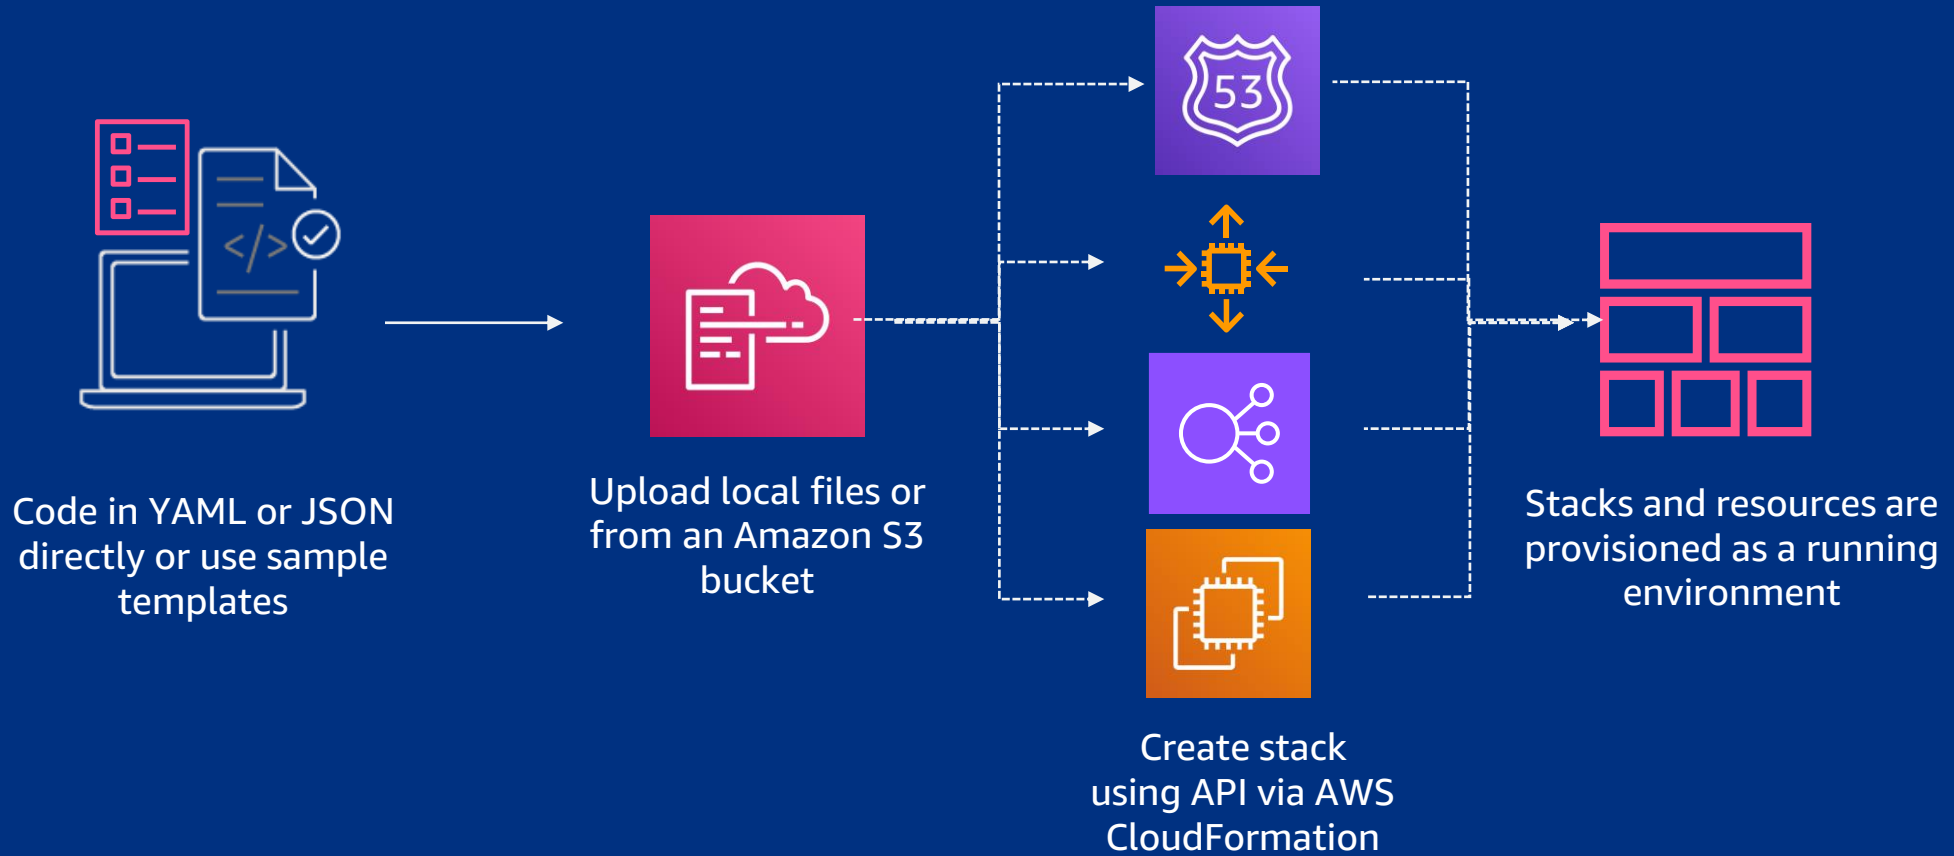 53
</>
Code in YAML or JSON
directly or use sample
templates
Upload local files or
from an Amazon S3
bucket
Create stack
using API via AWS
CloudFormation
Stacks and resources are
provisioned as a running
environment